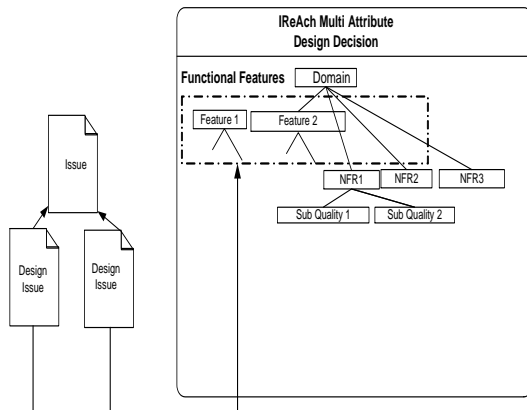 IReAch Multi Attribute
Design Decision
Functional Features
Domain
Feature 1
Feature 2
Issue
NFR1
NFR2
NFR3
Sub Quality 1
Sub Quality 2
Design
Issue
Design
Issue